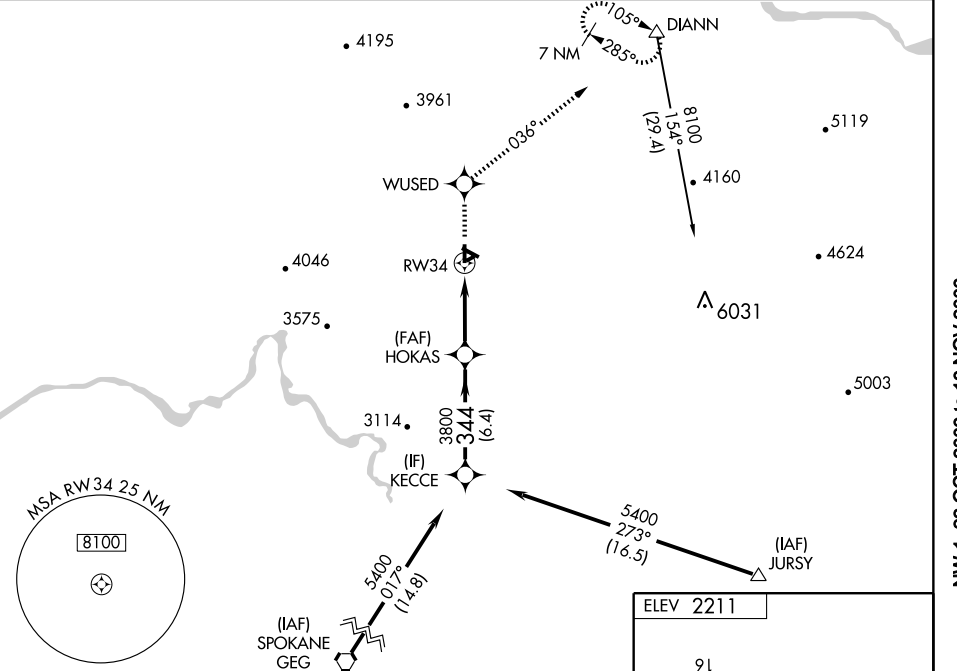 105°
DIANN
7 NM
285°
4195
3961
036°
8100
154°
(29.4)
5119
WUSED
4160
4046
RW34
4624
3575
6031
(FAF)
HOKAS
5003
3114
3800
344
(6.4)
(IF)
KECCE
MSA RW34 25 NM
8100
5400
273°
(16.5)
(IAF)
JURSY
5400
017°
(14.8)
(IAF)
SPOKANE
GEG
ELEV 2211